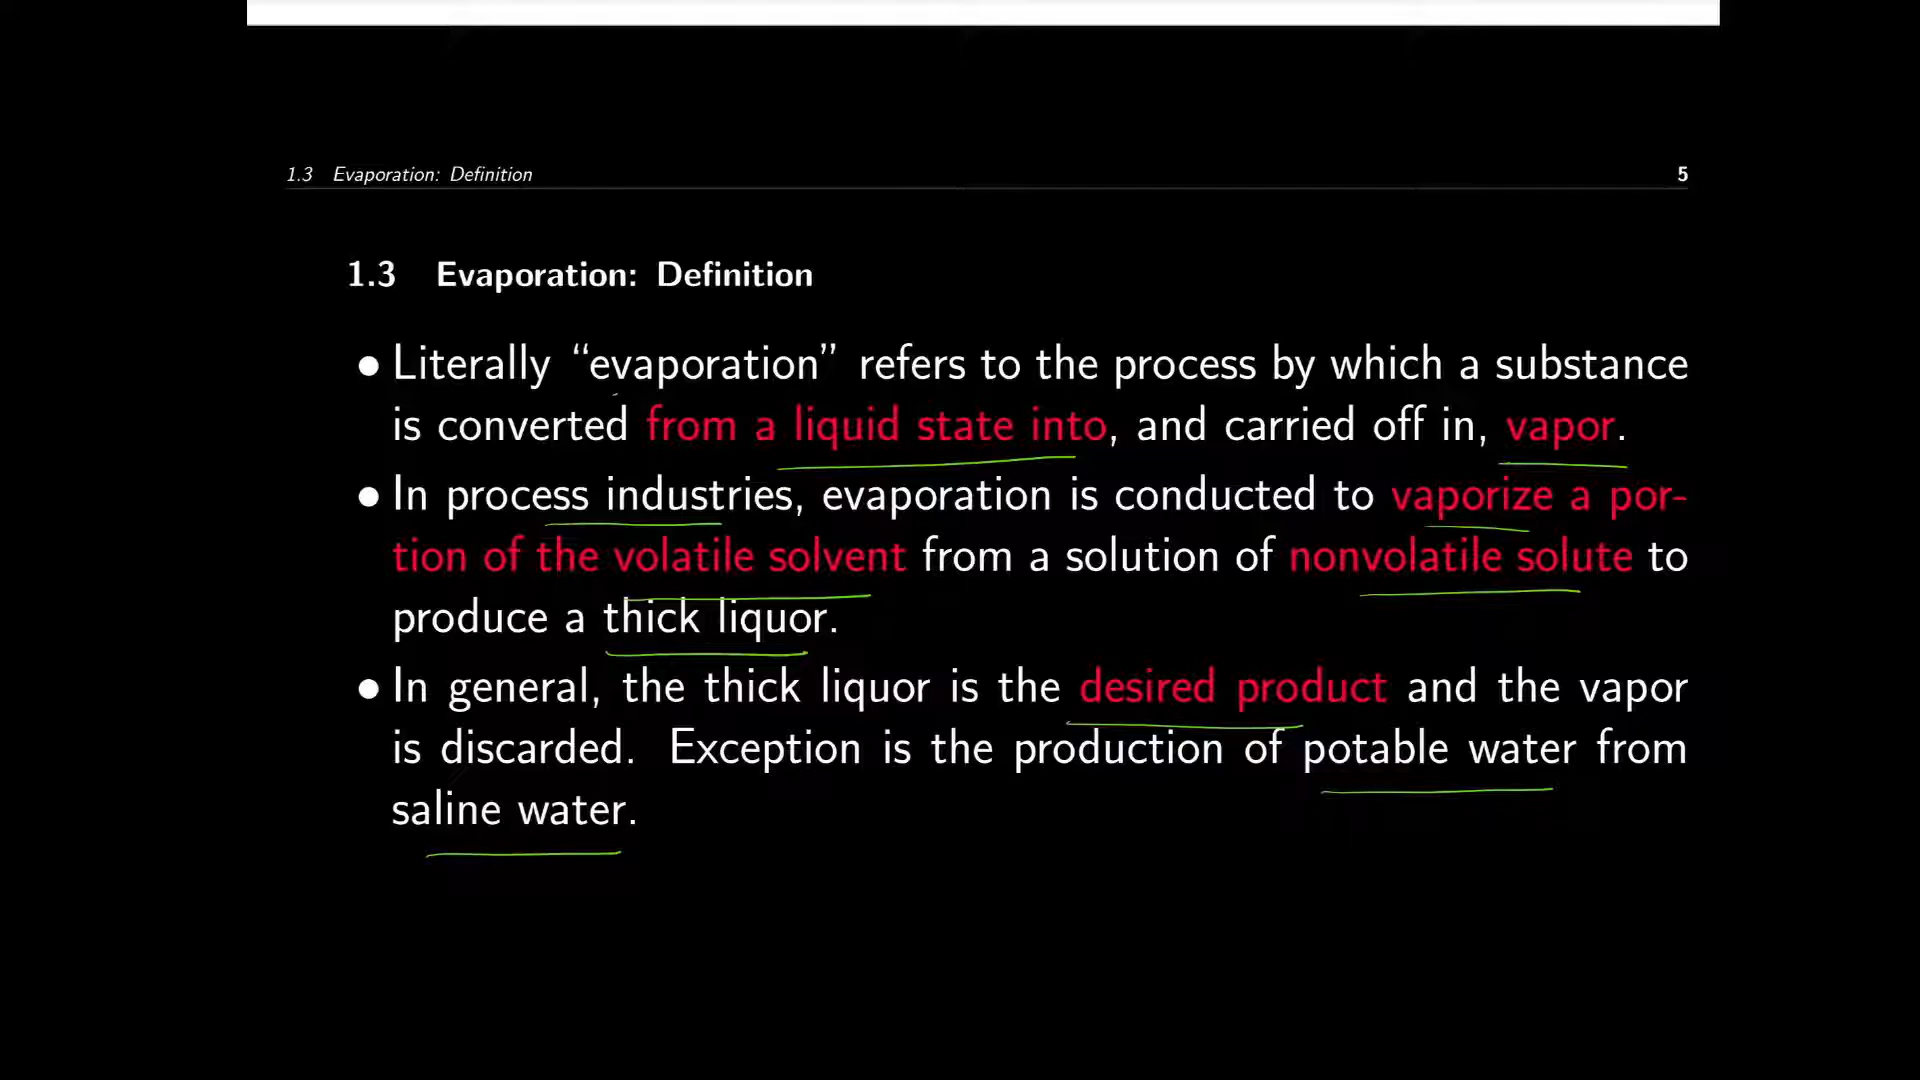 1.3 Evaporation: Definition 5
1.3 Evaporation: Definition
● Literally “evaporation” refers to the process by which a substance
is converted from a liquid state into, and carried off in, vapor.
● In process industries, evaporation is conducted to vaporize a por-
tion of the volatile solvent from a solution of nonvolatile solute to
produce a thick liquor.
● In general, the thick liquor is the desired product and the vapor
is discarded. Exception is the production of potable water from
saline water.